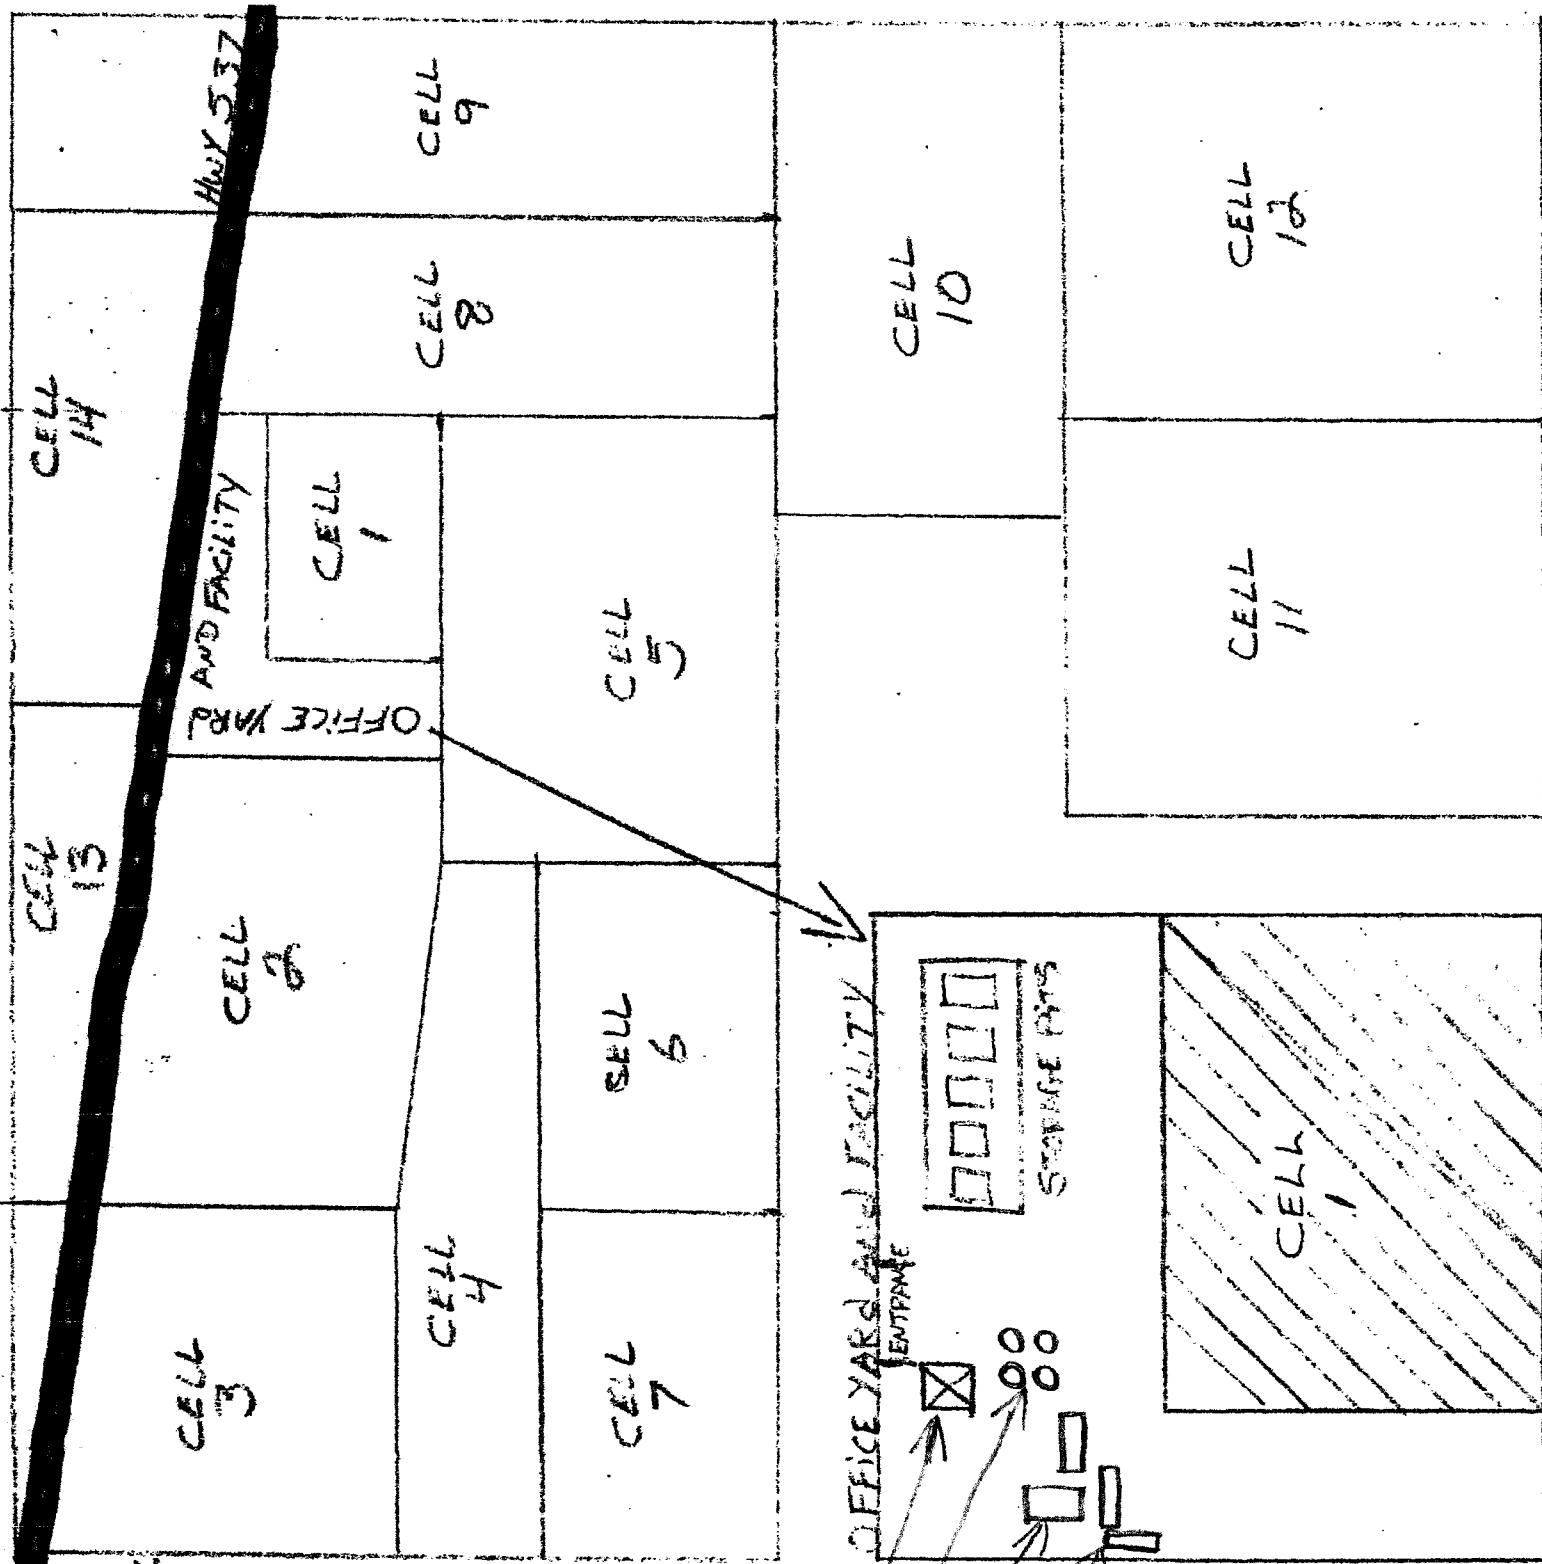 HWY 537
CELL
9
CELL
8
CELL
14
AND FACILITY
OFFICE YARD
CELL
1
CELL
5
CELL
10
CELL
12
CELL
11
CELL
13
CELL
2
CELL
3
CELL
4
CELL
6
CELL
7
OFFICE YARd and FACILITY
ENTRANCE
STORAGE PITS
CELL
1